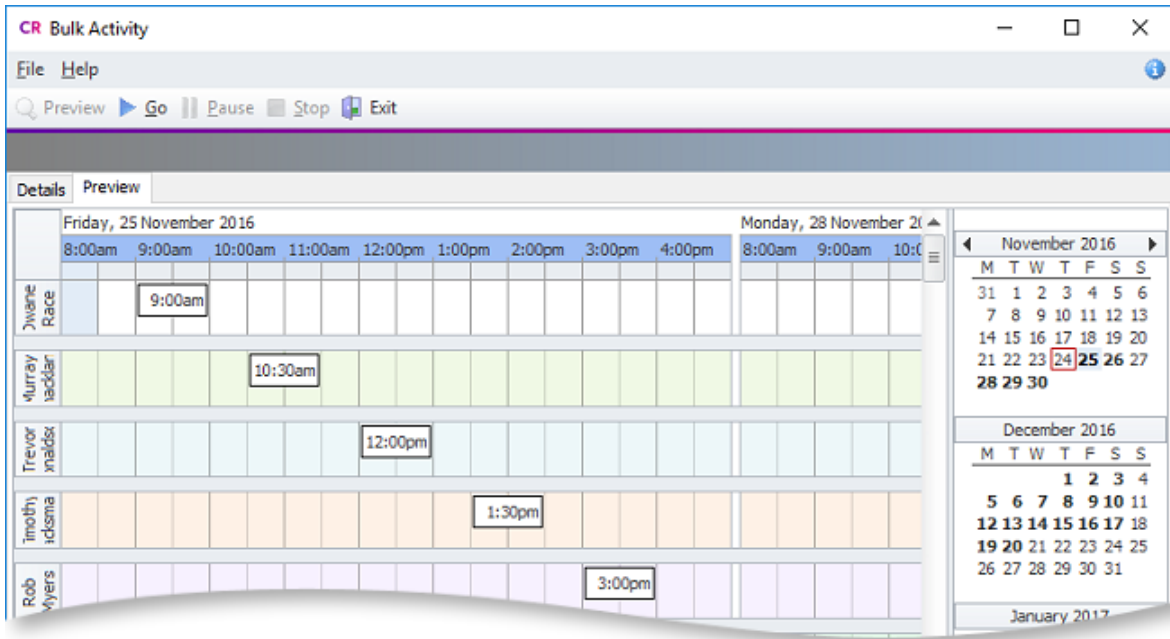 CR Bulk Activity
File Help
Preview Go Pause Stop Exit
Details Preview
Friday, 25 November 2016 Monday, 28 November 20
8:00am 9:00am 10:00am 11:00am 12:00pm 1:00pm 2:00pm 3:00pm 4:00pm 8:00am 9:00am 10:0
Race
9:00am
10:30am
Trevor
12:00pm
1:30pm
Rob
Myers
3:00pm
November 2016
M T W T F S S
31 1 2 3 4 5 6
7 8 9 10 11 12 13
14 15 16 17 18 19 20
21 22 23 24 25 26 27
28 29 30
December 2016
M T W T F S S
1 2 3 4
5 6 7 8 9 10 11
12 13 14 15 16 17 18
19 20 21 22 23 24 25
26 27 28 29 30 31
January 2017